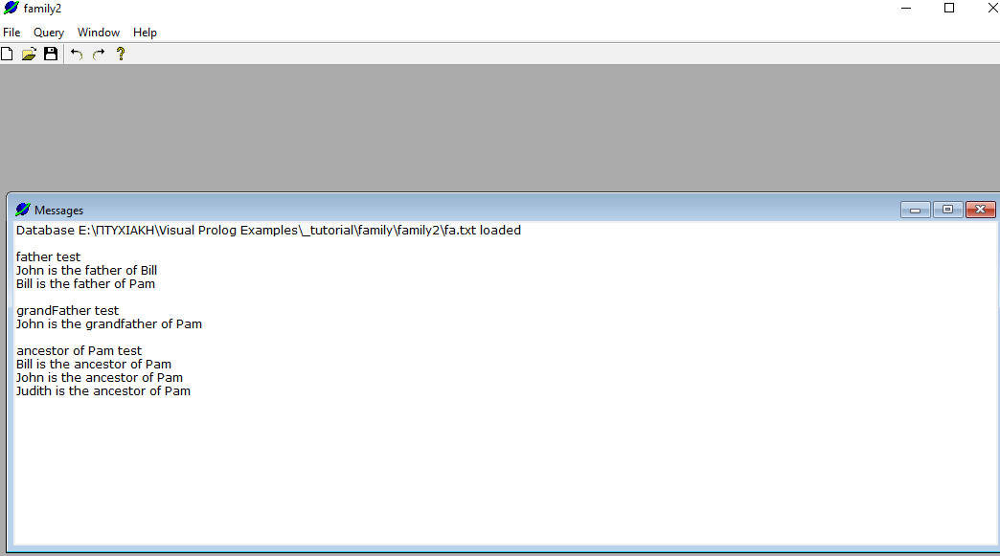 family2
File Query Window Help
Messages
Database E:\ΠΤΥΧΙΑΚΗ\Visual Prolog Examples\_tutorial\family\family2\fa.txt loaded
father test
John is the father of Bill
Bill is the father of Pam
grandFather test
John is the grandfather of Pam
ancestor of Pam test
Bill is the ancestor of Pam
John is the ancestor of Pam
Judith is the ancestor of Pam